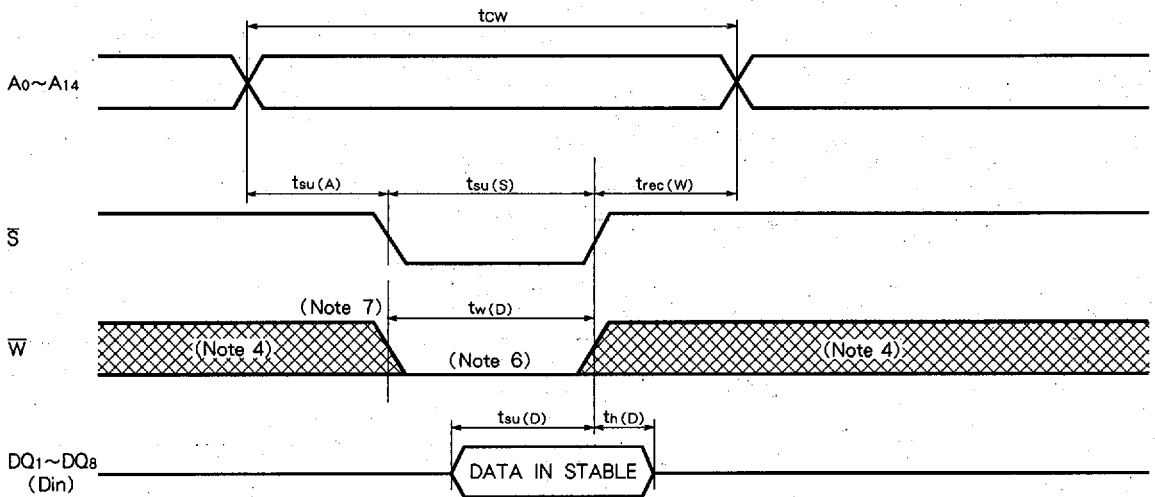 tCW
A0~A14
tsu(A) tsu(S) trec(W)
S̅
(Note 7) tw(D)
W̅ (Note 4) (Note 6) (Note 4)
tsu(D) th(D)
DQ1~DQ8 DATA IN STABLE
(Din)